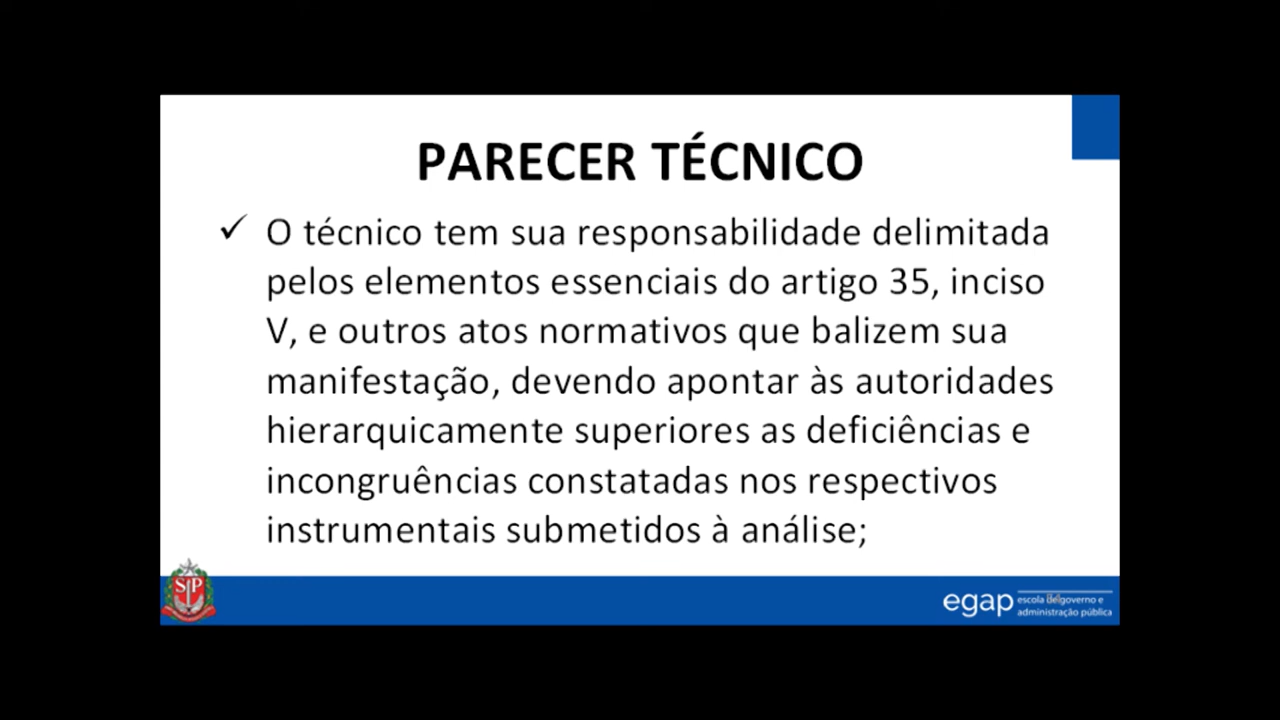 PARECER TÉCNICO
✓ O técnico tem sua responsabilidade delimitada
pelos elementos essenciais do artigo 35, inciso
V, e outros atos normativos que balizem sua
manifestação, devendo apontar às autoridades
hierarquicamente superiores as deficiências e
incongruências constatadas nos respectivos
instrumentais submetidos à análise;
SP
egap
escola de governo e
administração pública